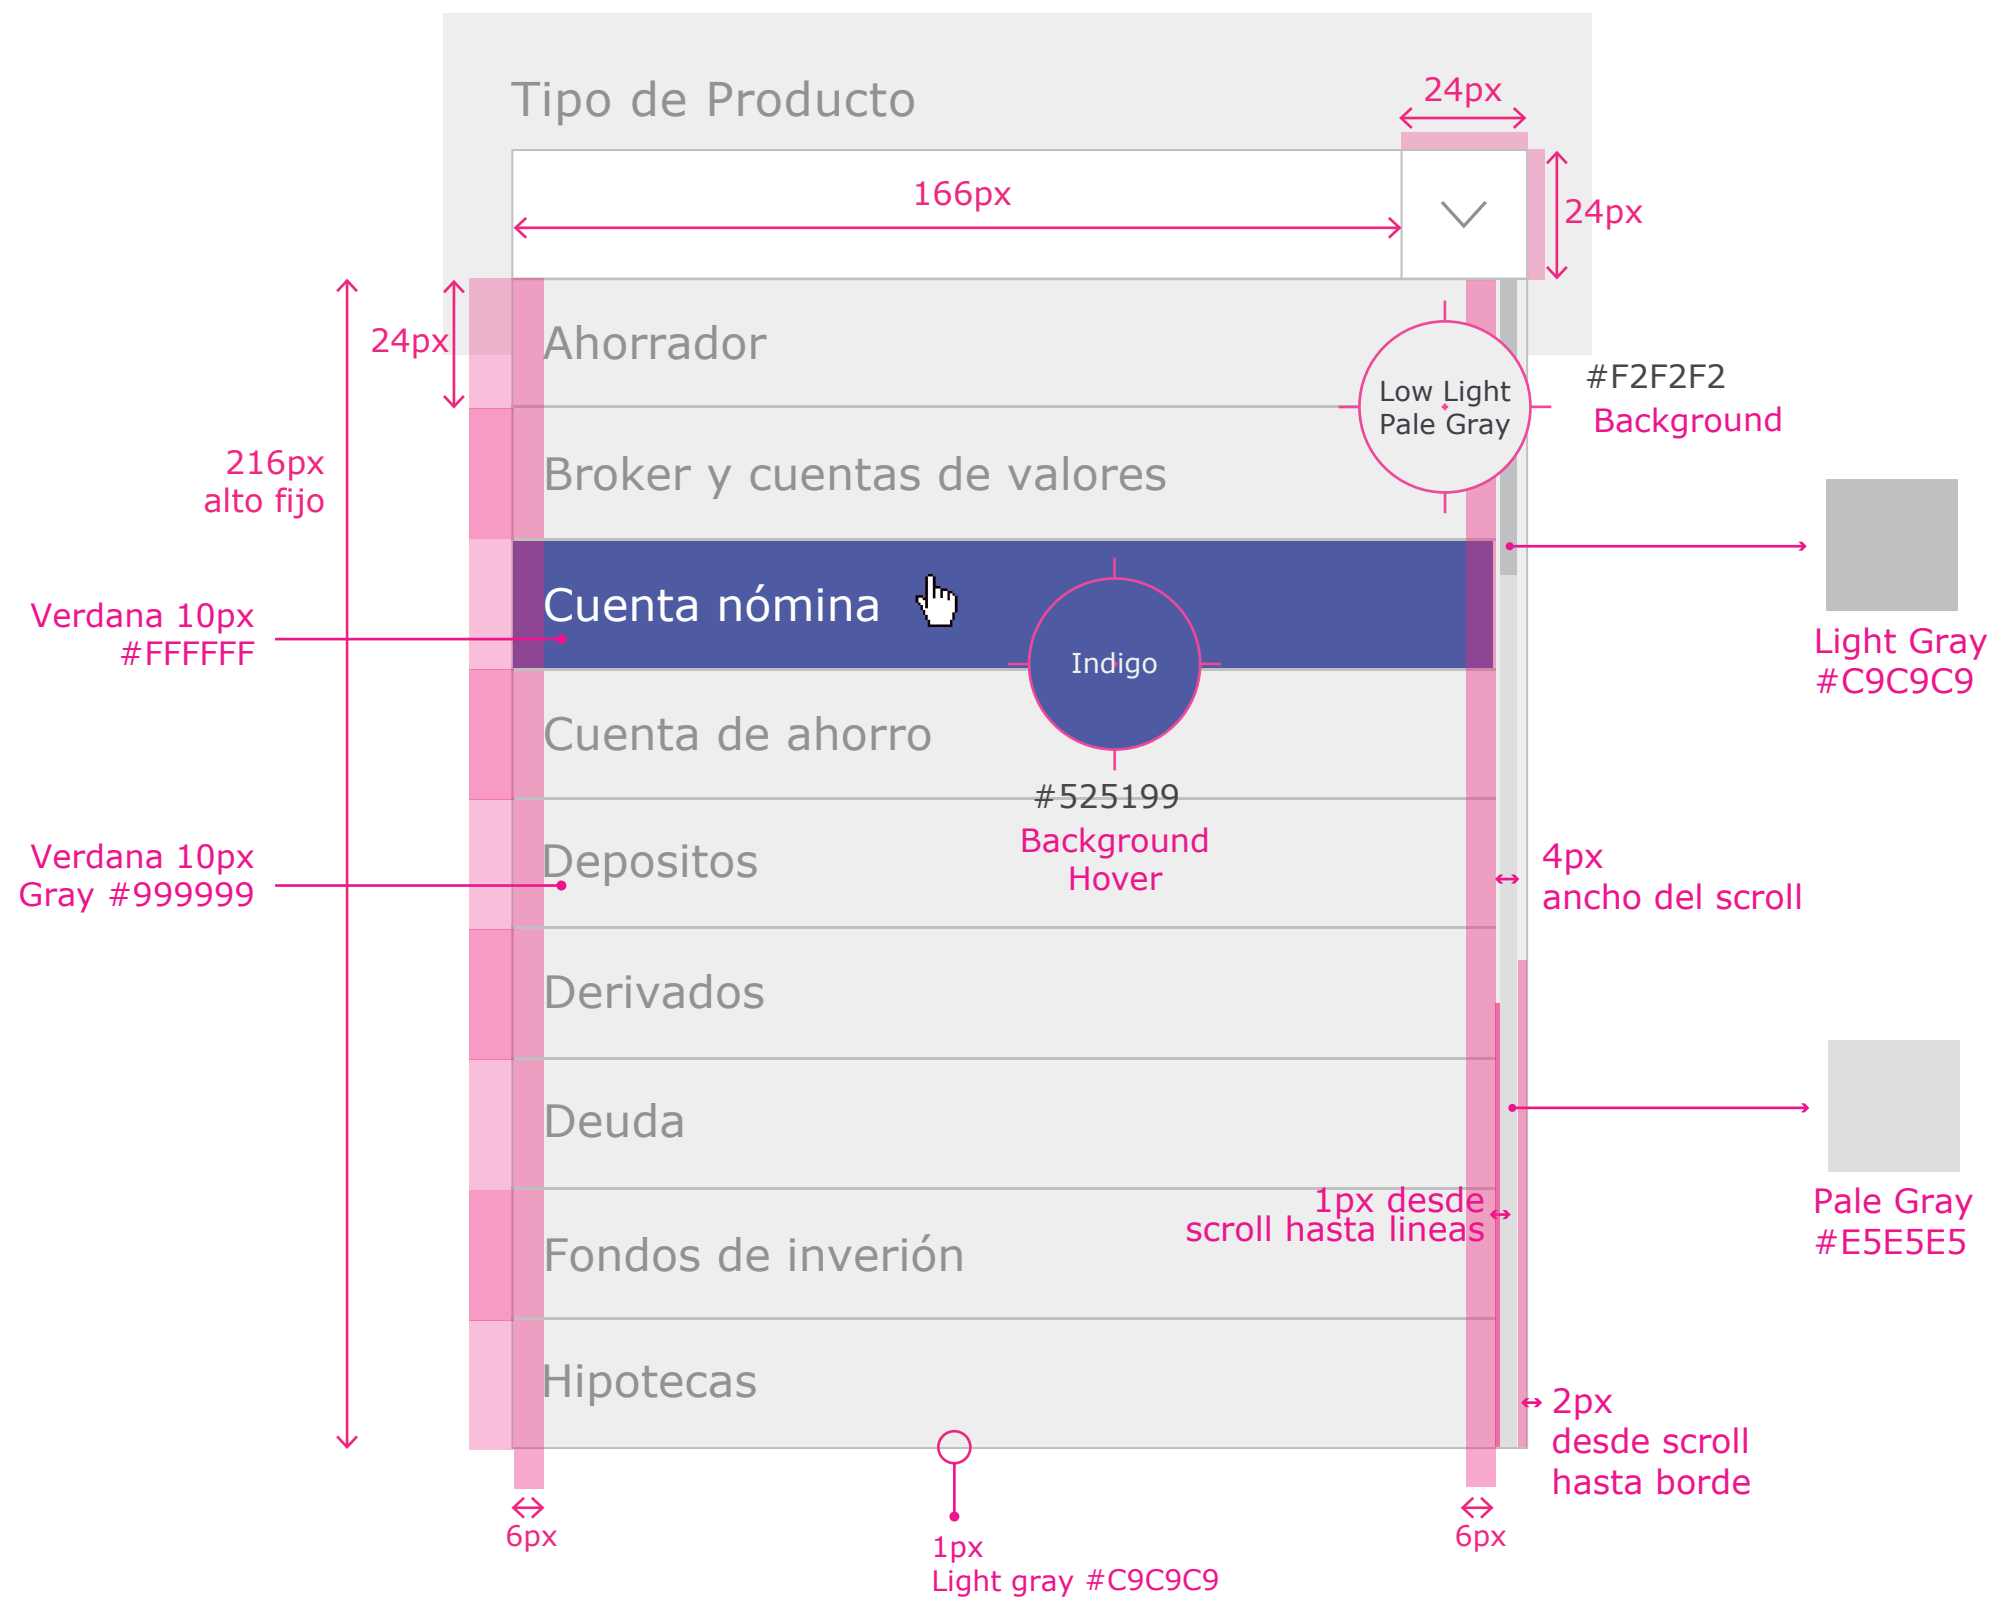 Tipo de Producto
24px
166px
24px
24px
Ahorrador
Low Light
Pale Gray
#F2F2F2
Background
216px
alto fijo
Broker y cuentas de valores
Verdana 10px
#FFFFFF
Cuenta nómina
Indigo
Light Gray
#C9C9C9
Cuenta de ahorro
#525199
Background
Hover
Verdana 10px
Gray #999999
Depositos
4px
ancho del scroll
Derivados
Deuda
1px desde
scroll hasta lineas
Pale Gray
#E5E5E5
Fondos de inverión
Hipotecas
2px
desde scroll
hasta borde
6px
1px
Light gray #C9C9C9
6px